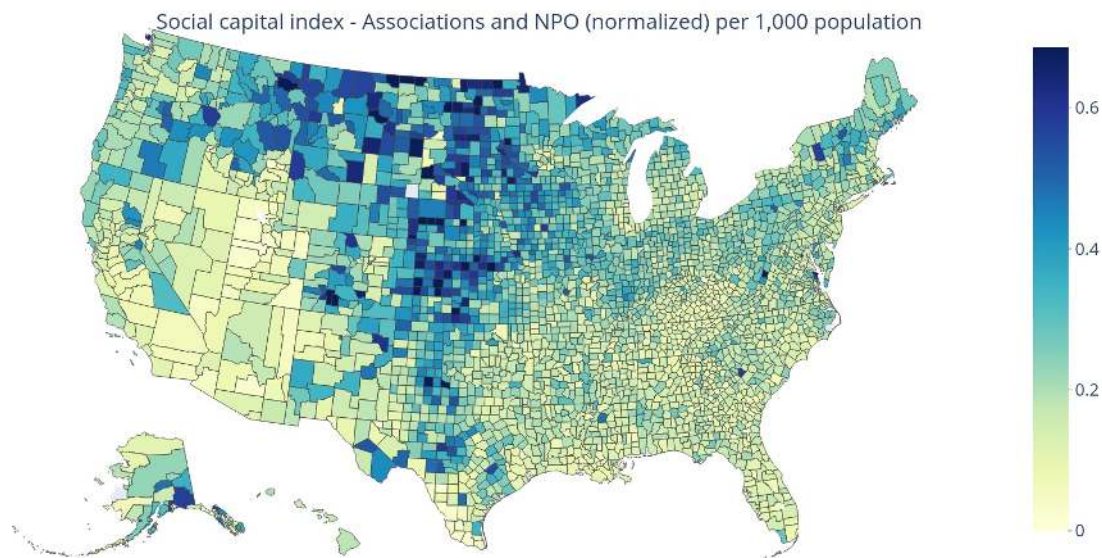 Social capital index - Associations and NPO (normalized) per 1,000 population
0.6
0.4
0.2
0